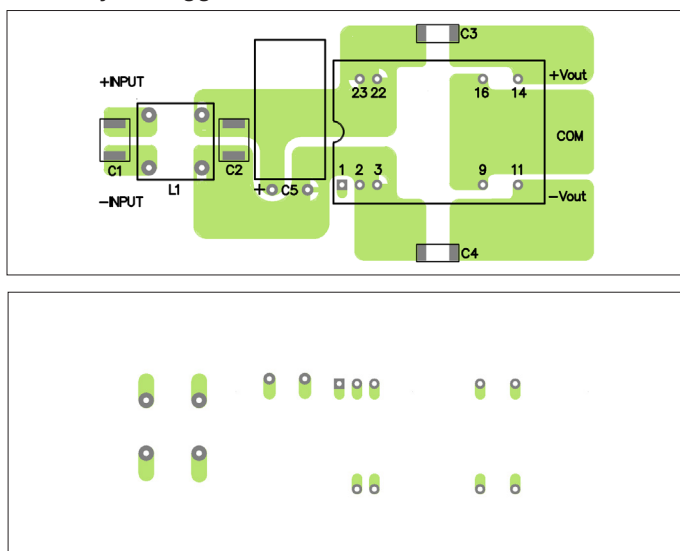 C3
+INPUT
+Vout
23 22
16
14
COM
C1
C2
1 2 3
9
11
L1
+ C5
-INPUT
-Vout
C4